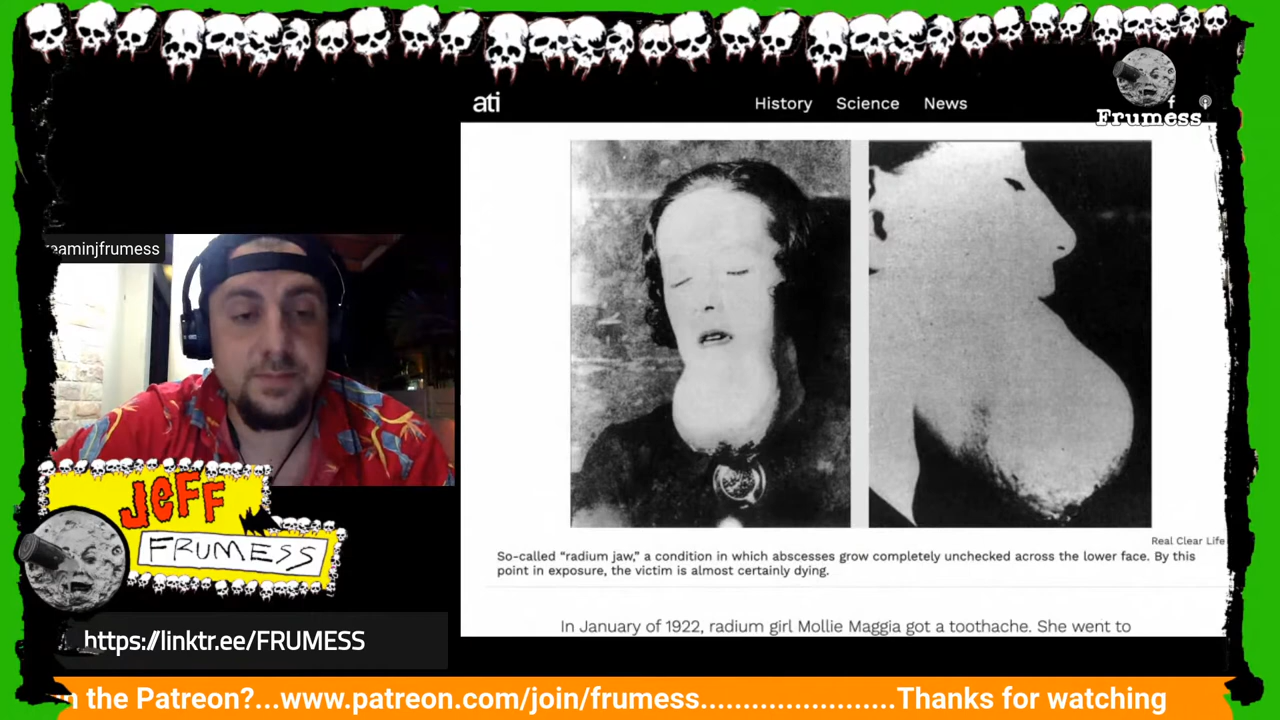 ati
History Science News
Frumess
eaminjfrumess
Real Clear Life
So-called “radium jaw,” a condition in which abscesses grow completely unchecked across the lower face. By this
point in exposure, the victim is almost certainly dying.
In January of 1922, radium girl Mollie Maggia got a toothache. She went to
JeFF
FRUMESS
https://linktr.ee/FRUMESS
n the Patreon?...www.patreon.com/join/frumess.......................Thanks for watching